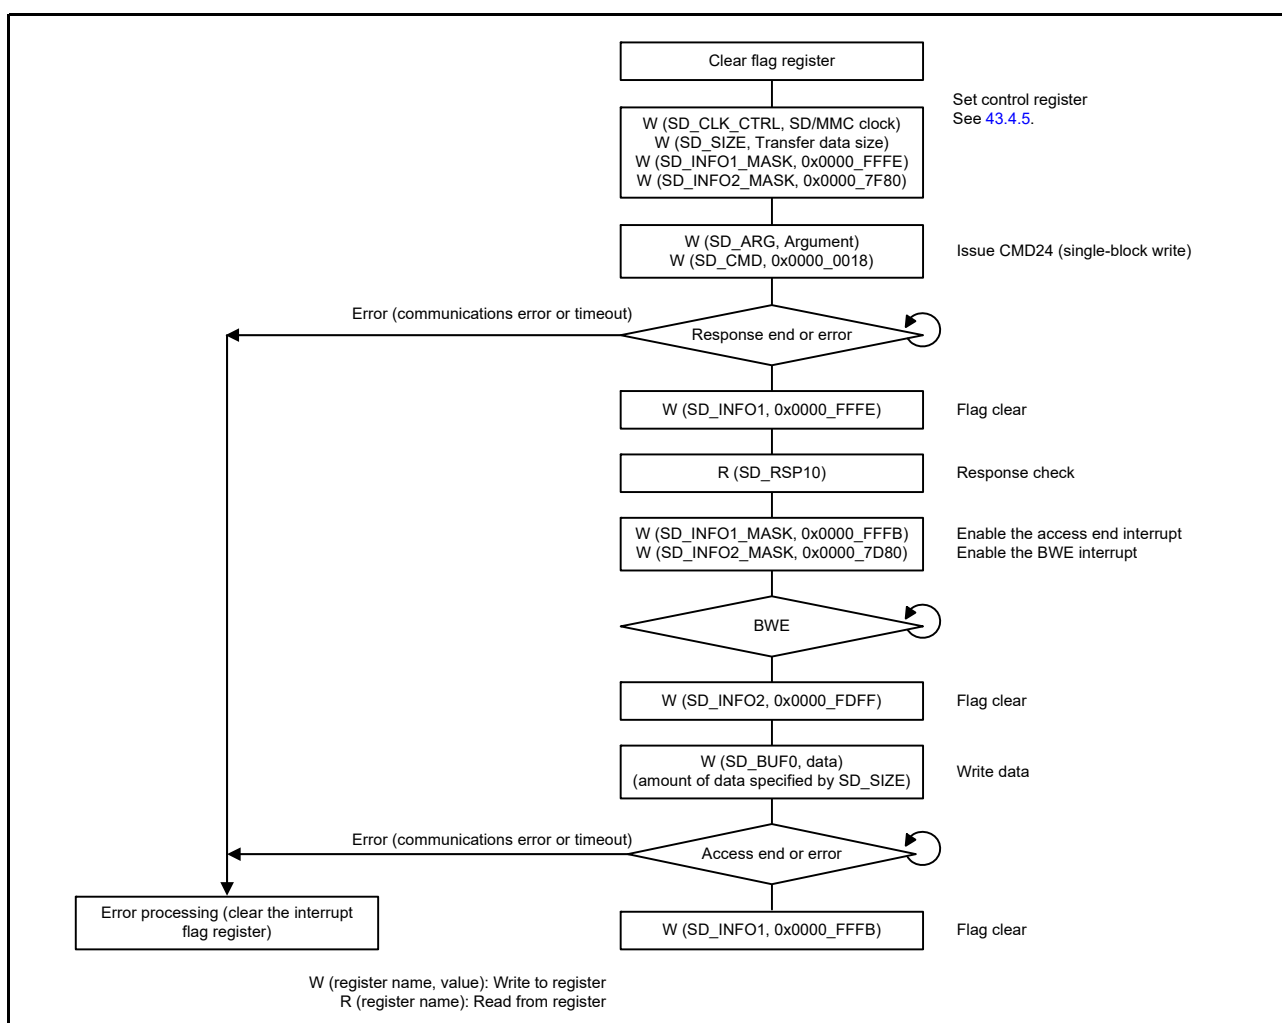 Clear flag register
Set control register
See 43.4.5.
W (SD_CLK_CTRL, SD/MMC clock)
W (SD_SIZE, Transfer data size)
W (SD_INFO1_MASK, 0x0000_FFFE)
W (SD_INFO2_MASK, 0x0000_7F80)
W (SD_ARG, Argument)
W (SD_CMD, 0x0000_0018)
Issue CMD24 (single-block write)
Error (communications error or timeout)
Response end or error
W (SD_INFO1, 0x0000_FFFE)
Flag clear
R (SD_RSP10)
Response check
W (SD_INFO1_MASK, 0x0000_FFFB)
W (SD_INFO2_MASK, 0x0000_7D80)
Enable the access end interrupt
Enable the BWE interrupt
BWE
W (SD_INFO2, 0x0000_FDFF)
Flag clear
W (SD_BUF0, data)
(amount of data specified by SD_SIZE)
Write data
Error (communications error or timeout)
Access end or error
Error processing (clear the interrupt
flag register)
W (SD_INFO1, 0x0000_FFFB)
Flag clear
W (register name, value): Write to register
R (register name): Read from register